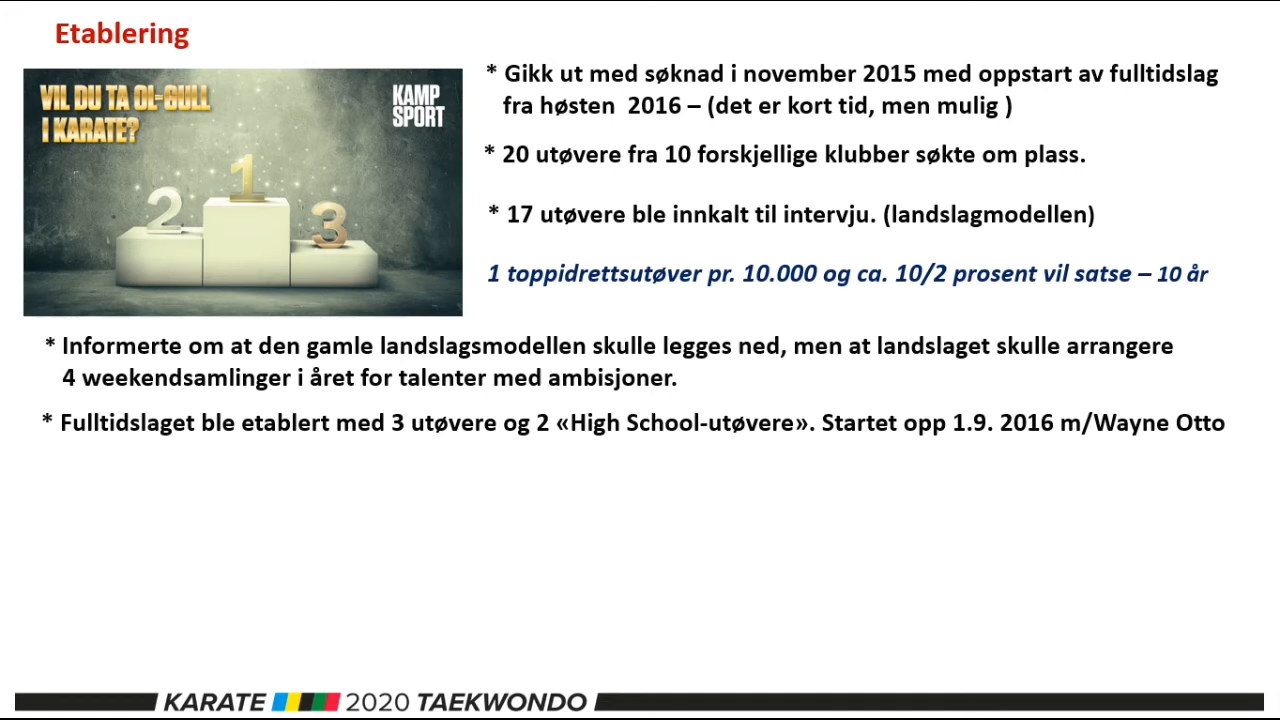 Etablering
VIL DU TA OL-GULL
I KARATE?
KAMP
SPORT
2
1
3
* Gikk ut med søknad i november 2015 med oppstart av fulltidslag
fra høsten 2016 – (det er kort tid, men mulig )
* 20 utøvere fra 10 forskjellige klubber søkte om plass.
* 17 utøvere ble innkalt til intervju. (landslagmodellen)
1 toppidrettsutøver pr. 10.000 og ca. 10/2 prosent vil satse – 10 år
* Informerte om at den gamle landslagsmodellen skulle legges ned, men at landslaget skulle arrangere
4 weekendsamlinger i året for talenter med ambisjoner.
* Fulltidslaget ble etablert med 3 utøvere og 2 «High School-utøvere». Startet opp 1.9. 2016 m/Wayne Otto
KARATE 2020 TAEKWONDO